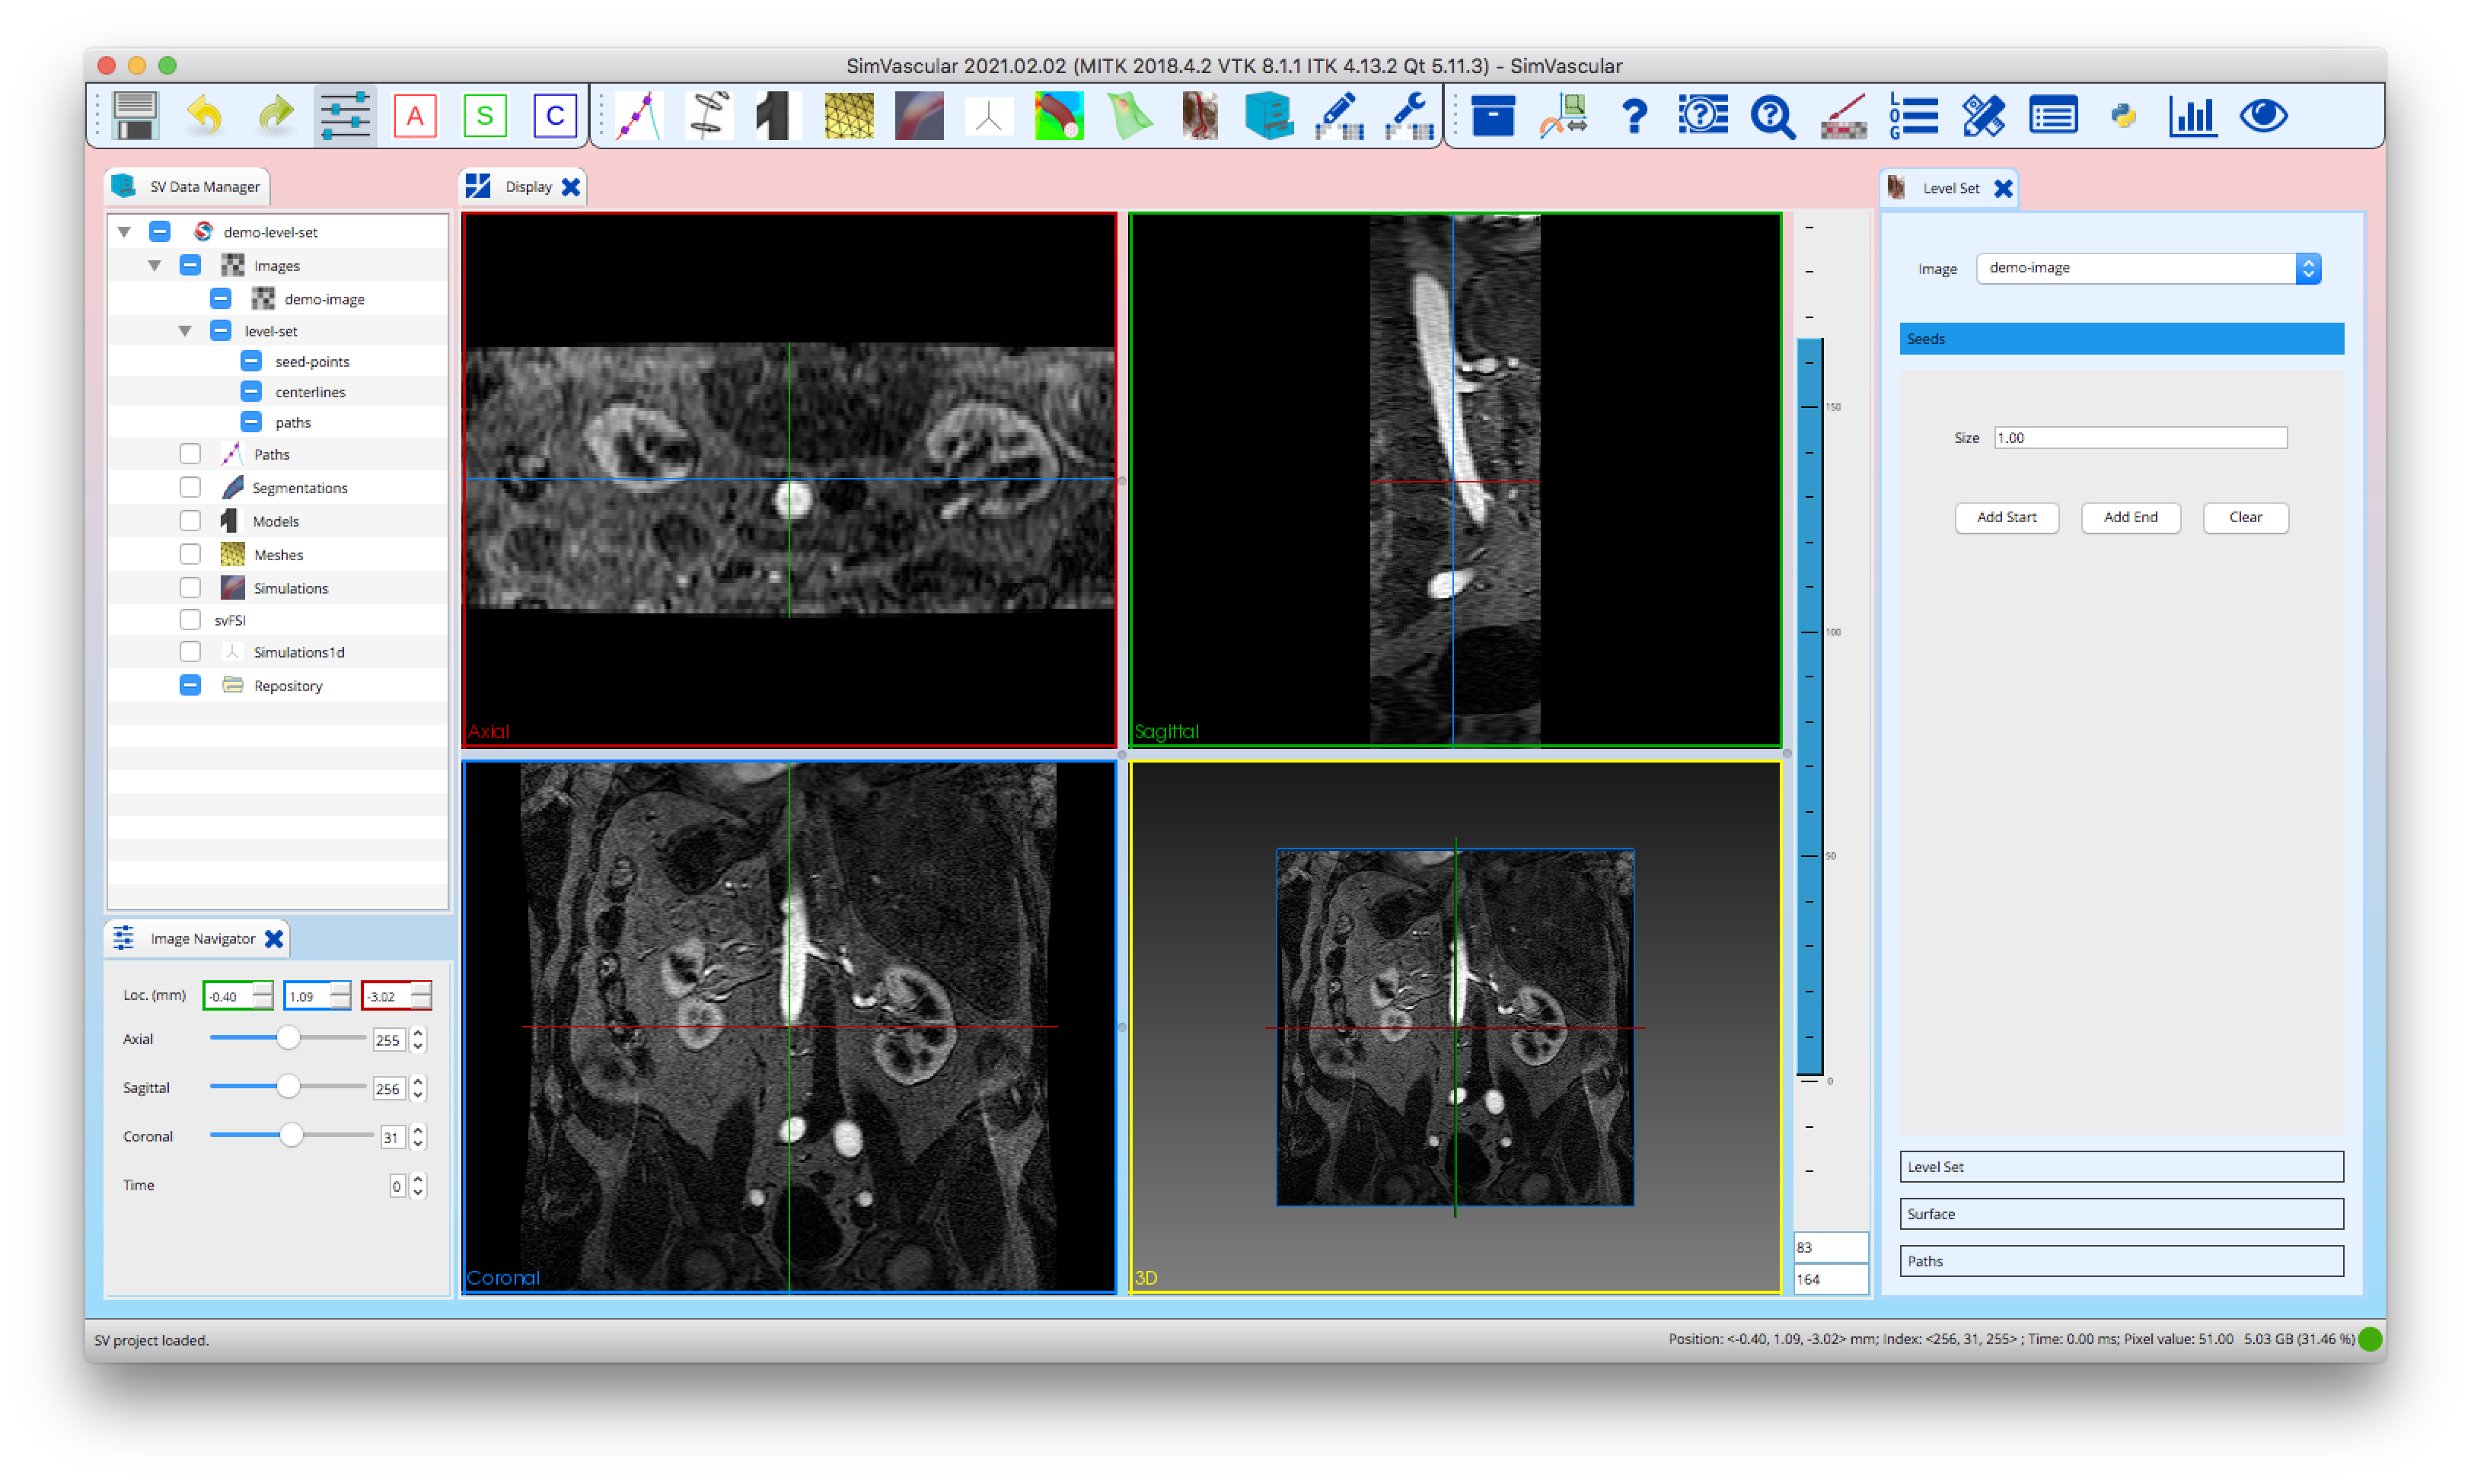 SimVascular 2021.02.02 (MITK 2018.4.2 VTK 8.1.1 ITK 4.13.2 Qt 5.11.3) - SimVascular
A
S
C
LOG
SV Data Manager
demo-level-set
Images
demo-image
level-set
seed-points
centerlines
paths
Paths
Segmentations
Models
Meshes
Simulations
svFSI
Simulations1d
Repository
Image Navigator
Loc. (mm) -0.40 1.09 -3.02
Axial 255
Sagittal 256
Coronal 31
Time 0
Display
Axial
Sagittal
Coronal
3D
150
100
50
0
83
164
Level Set
Image demo-image
Seeds
Size 1.00
Add Start Add End Clear
Level Set
Surface
Paths
SV project loaded.
Position: <-0.40, 1.09, -3.02> mm; Index: <256, 31, 255> ; Time: 0.00 ms; Pixel value: 51.00 5.03 GB (31.46 %)